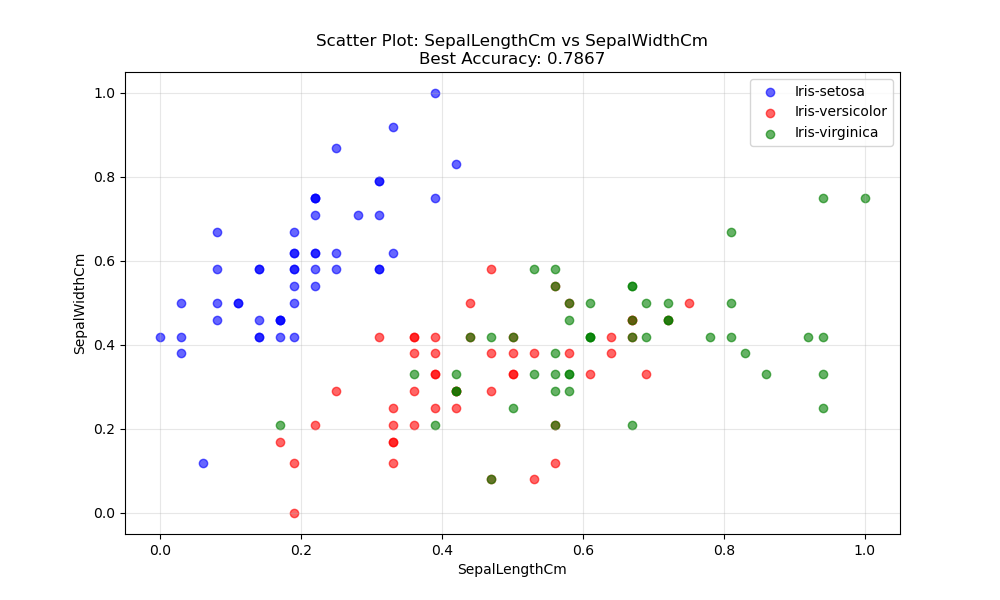 Scatter Plot: SepalLengthCm vs SepalWidthCm
Best Accuracy: 0.7867
Iris-setosa
Iris-versicolor
Iris-virginica
SepalWidthCm
1.0
0.8
0.6
0.4
0.2
0.0
0.0 0.2 0.4 0.6 0.8 1.0
SepalLengthCm